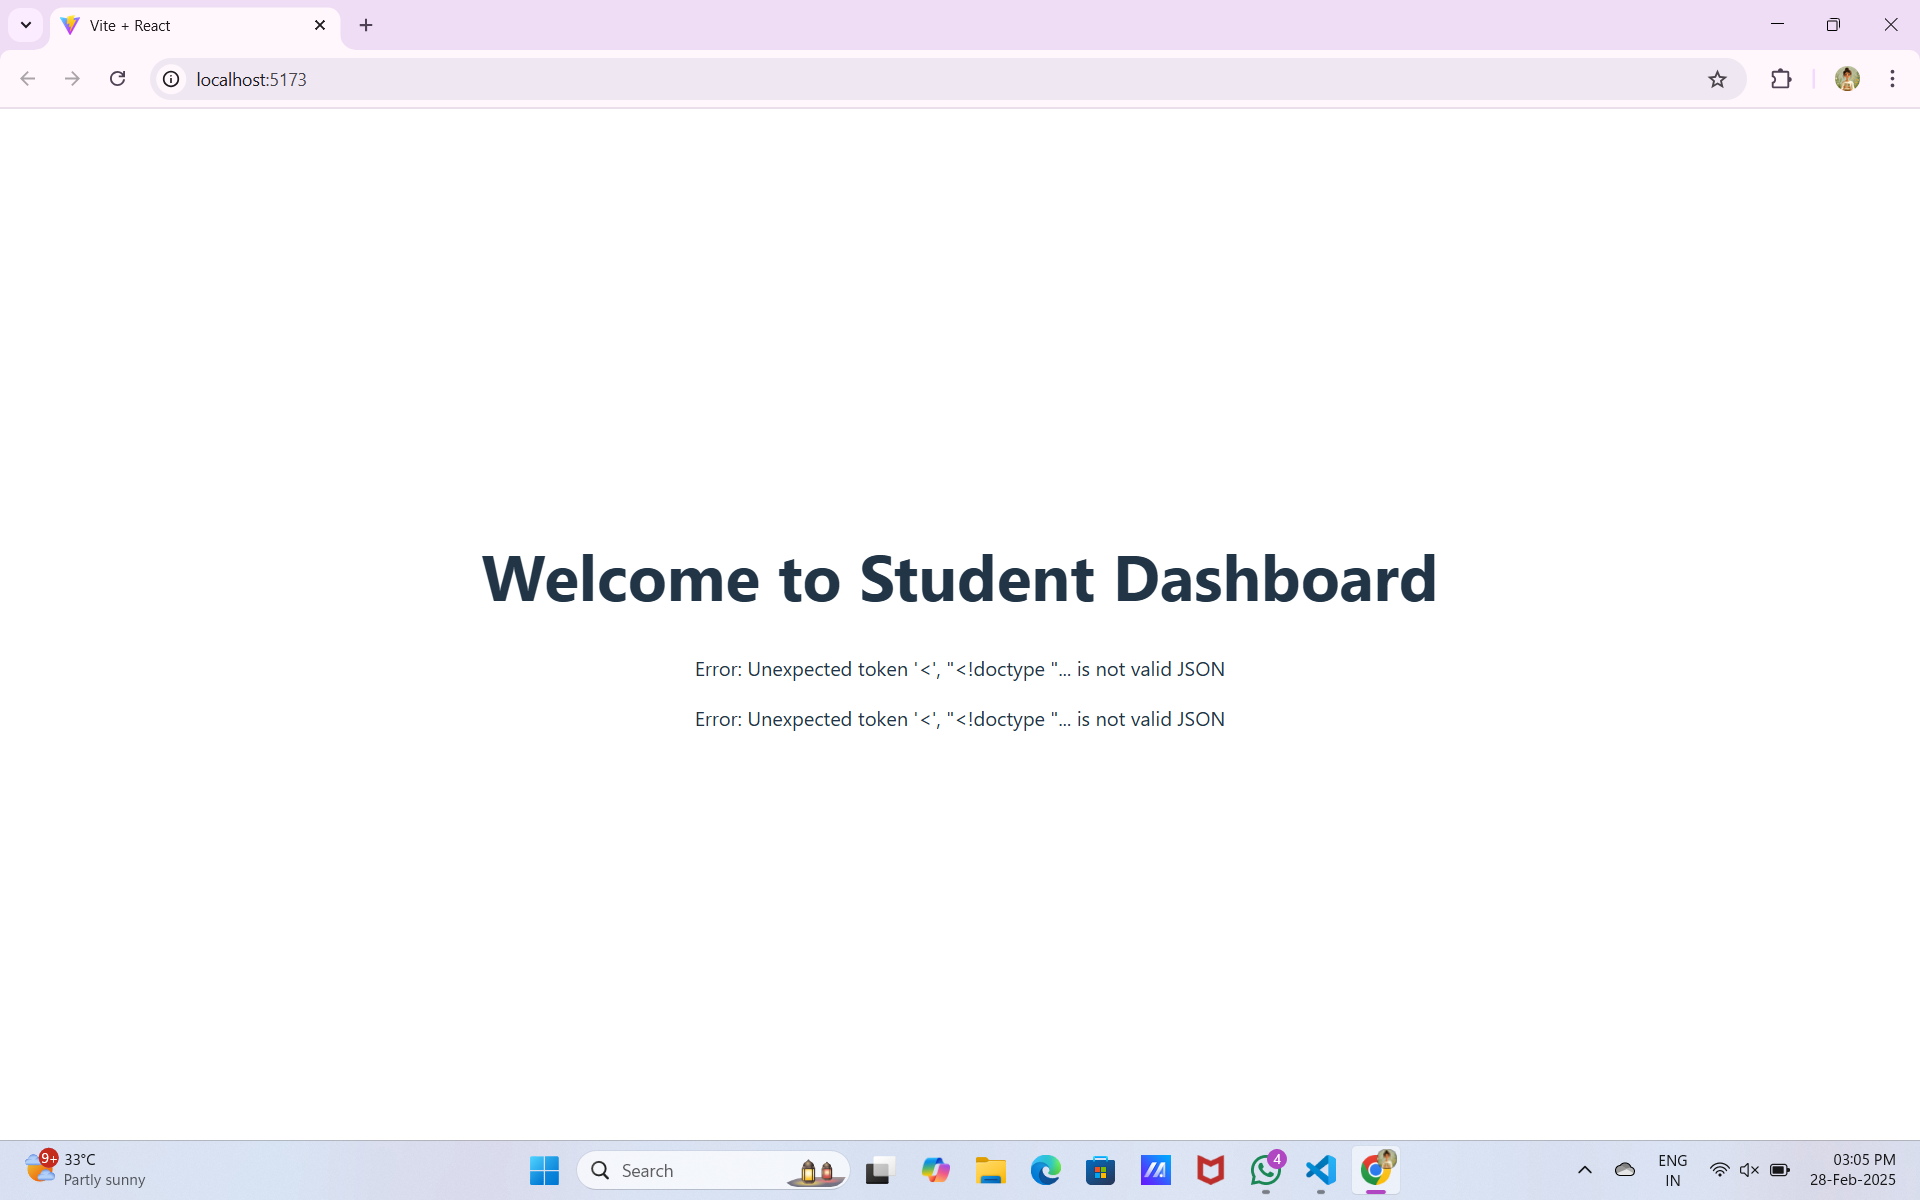 Vite + React
localhost:5173
Welcome to Student Dashboard
Error: Unexpected token '<', "<!doctype "... is not valid JSON
Error: Unexpected token '<', "<!doctype "... is not valid JSON
9+
33°C
Partly sunny
Search
4
ENG
IN
03:05 PM
28-Feb-2025